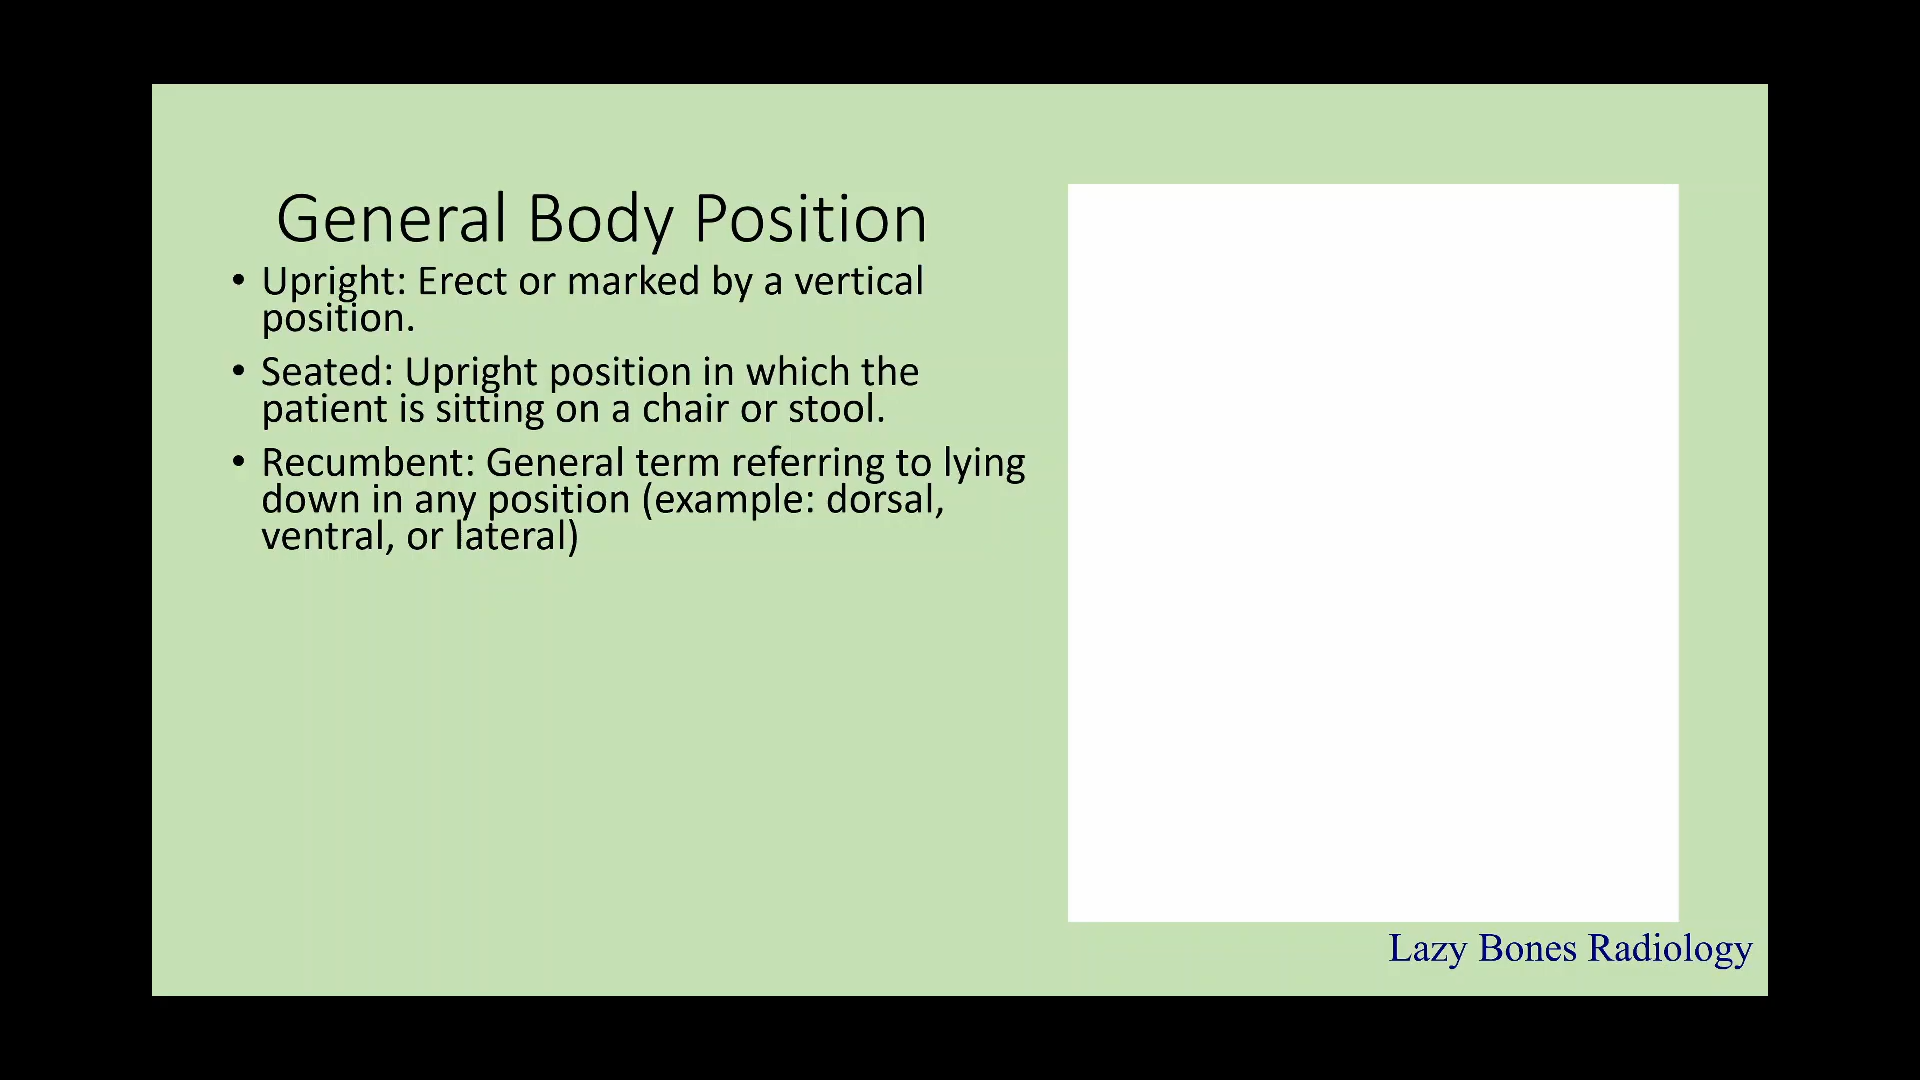 General Body Position
• Upright: Erect or marked by a vertical
position.
• Seated: Upright position in which the
patient is sitting on a chair or stool.
• Recumbent: General term referring to lying
down in any position (example: dorsal,
ventral, or lateral)
Lazy Bones Radiology